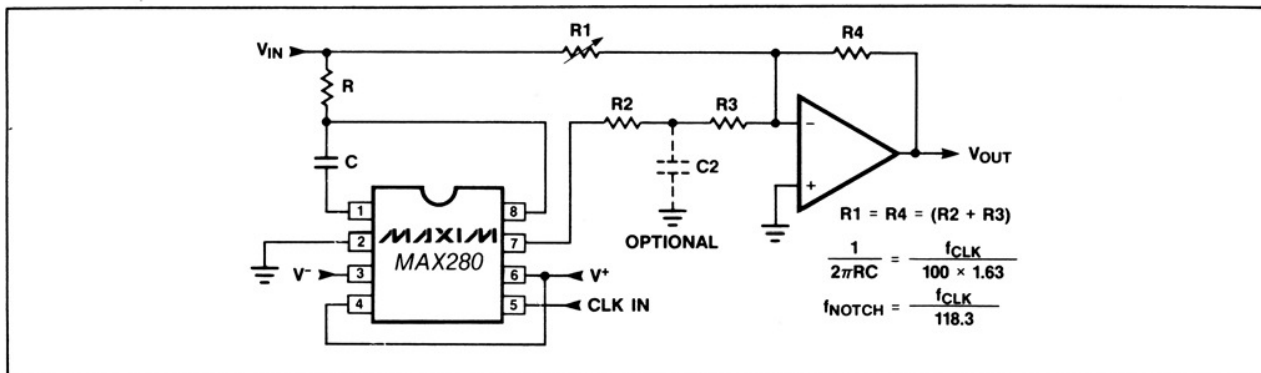 R1
R4
VIN
R
R2
R3
C
C2
−
+
VOUT
OPTIONAL
1
8
2
7
3
6
4
5
MAXIM
MAX280
V−
V+
CLK IN
R1 = R4 = (R2 + R3)
1/2πRC = fCLK/100 × 1.63
fNOTCH = fCLK/118.3